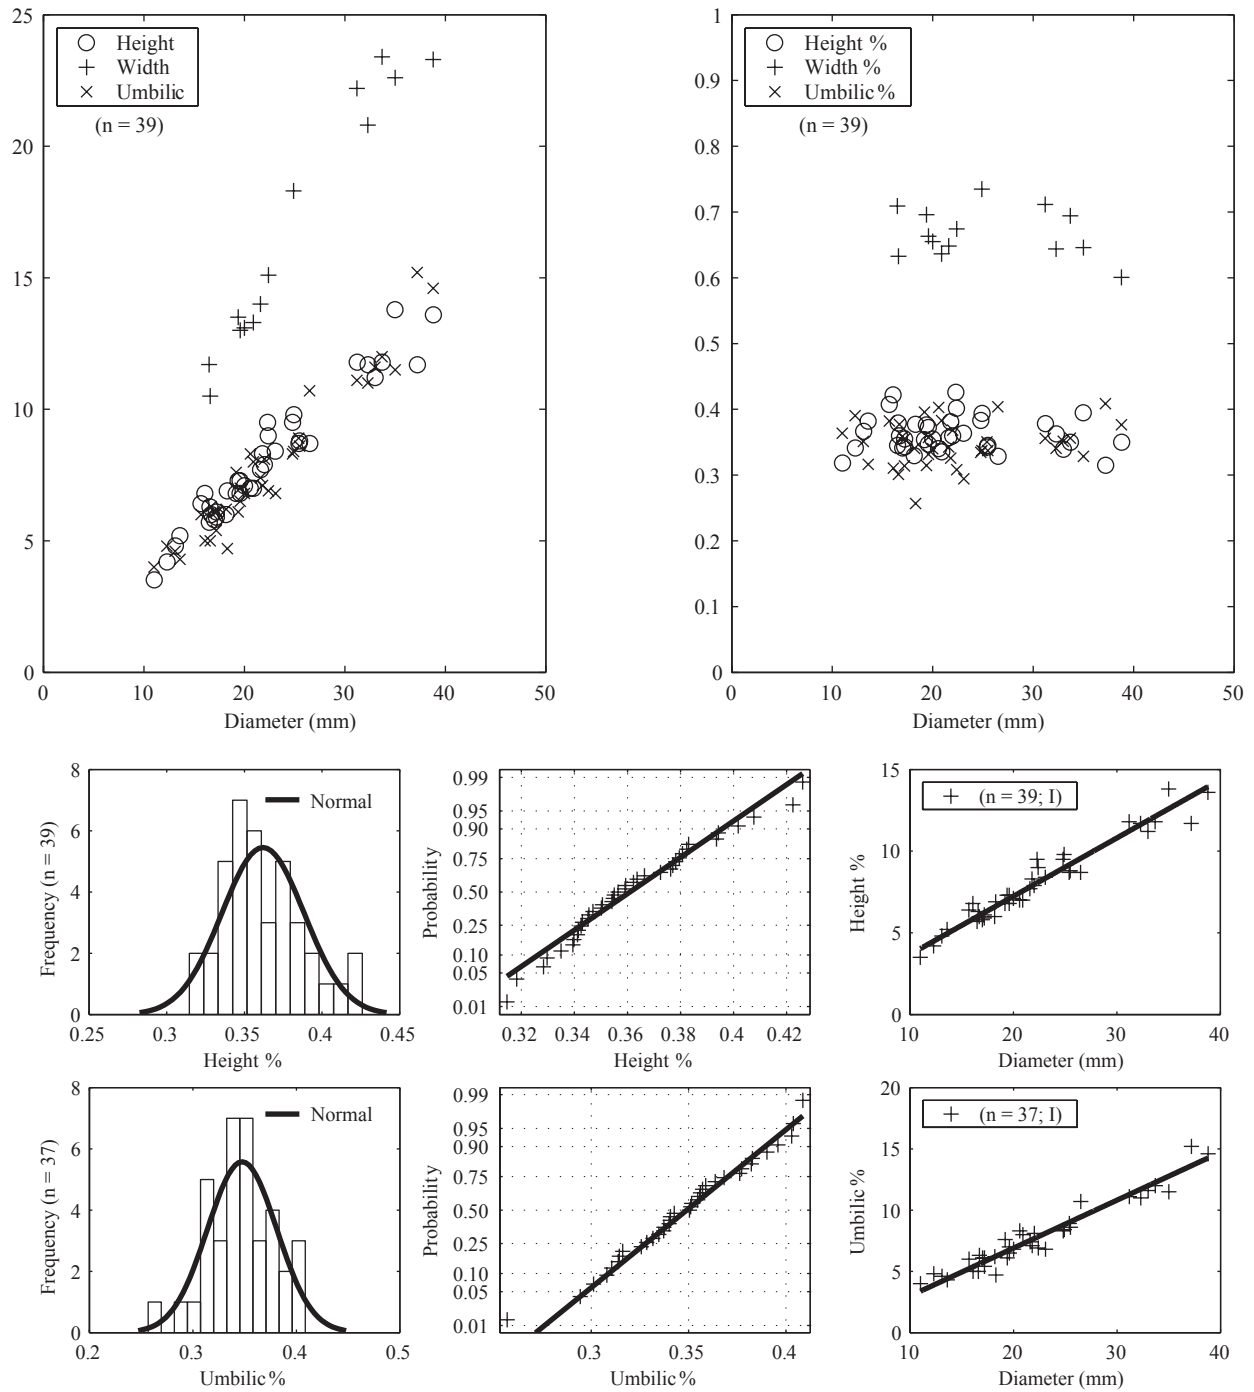 25
20
15
10
5
0
0 10 20 30 40 50
Diameter (mm)
Height
Width
Umbilic
(n = 39)
1
0.9
0.8
0.7
0.6
0.5
0.4
0.3
0.2
0.1
0
0 10 20 30 40 50
Diameter (mm)
Height %
Width %
Umbilic %
(n = 39)
8
6
4
2
0
Frequency (n = 39)
0.25 0.3 0.35 0.4 0.45
Height %
Normal
0.99
0.95
0.90
0.75
0.50
0.25
0.10
0.05
0.01
Probability
0.32 0.34 0.36 0.38 0.4 0.42
Height %
15
10
5
0
Height %
10 20 30 40
Diameter (mm)
(n = 39; I)
8
6
4
2
0
Frequency (n = 37)
0.2 0.3 0.4 0.5
Umbilic %
Normal
0.99
0.95
0.90
0.75
0.50
0.25
0.10
0.05
0.01
Probability
0.3 0.35 0.4
Umbilic %
20
15
10
5
0
Umbilic %
10 20 30 40
Diameter (mm)
(n = 37; I)